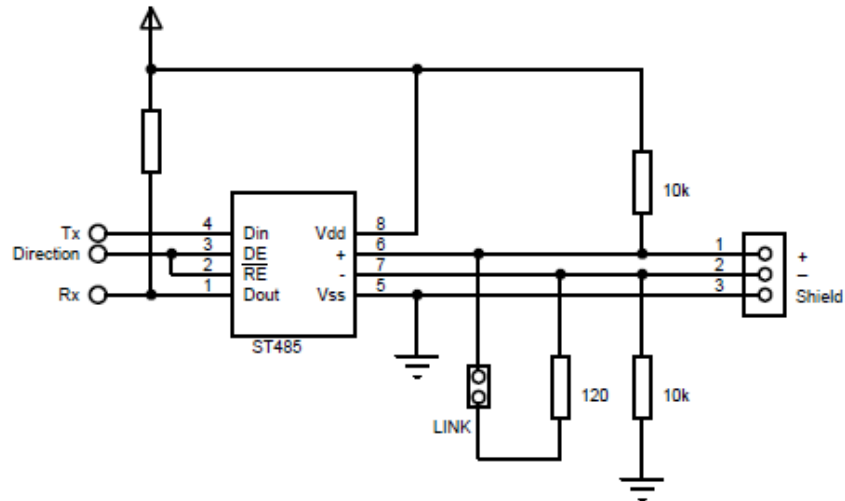 10k
Tx 4 Din Vdd 8
Direction 3 DE + 6 1 +
2 RE - 7 2 –
Rx 1 Dout Vss 5 3 Shield
ST485
LINK 120 10k